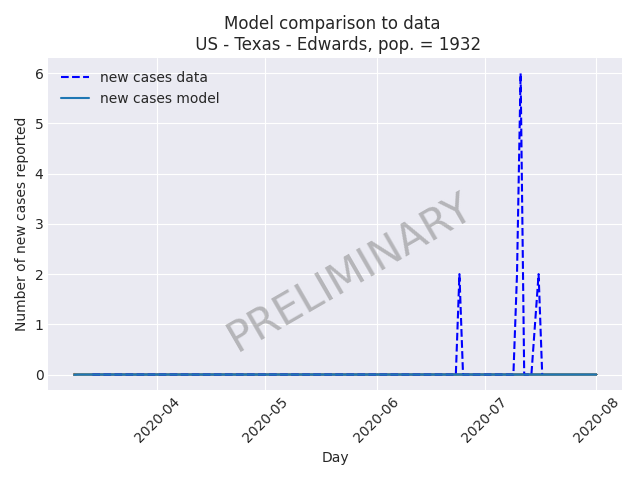 Model comparison to data
US - Texas - Edwards, pop. = 1932
new cases data
new cases model
Number of new cases reported
6
5
4
3
2
1
0
PRELIMINARY
2020-04
2020-05
2020-06
2020-07
2020-08
Day